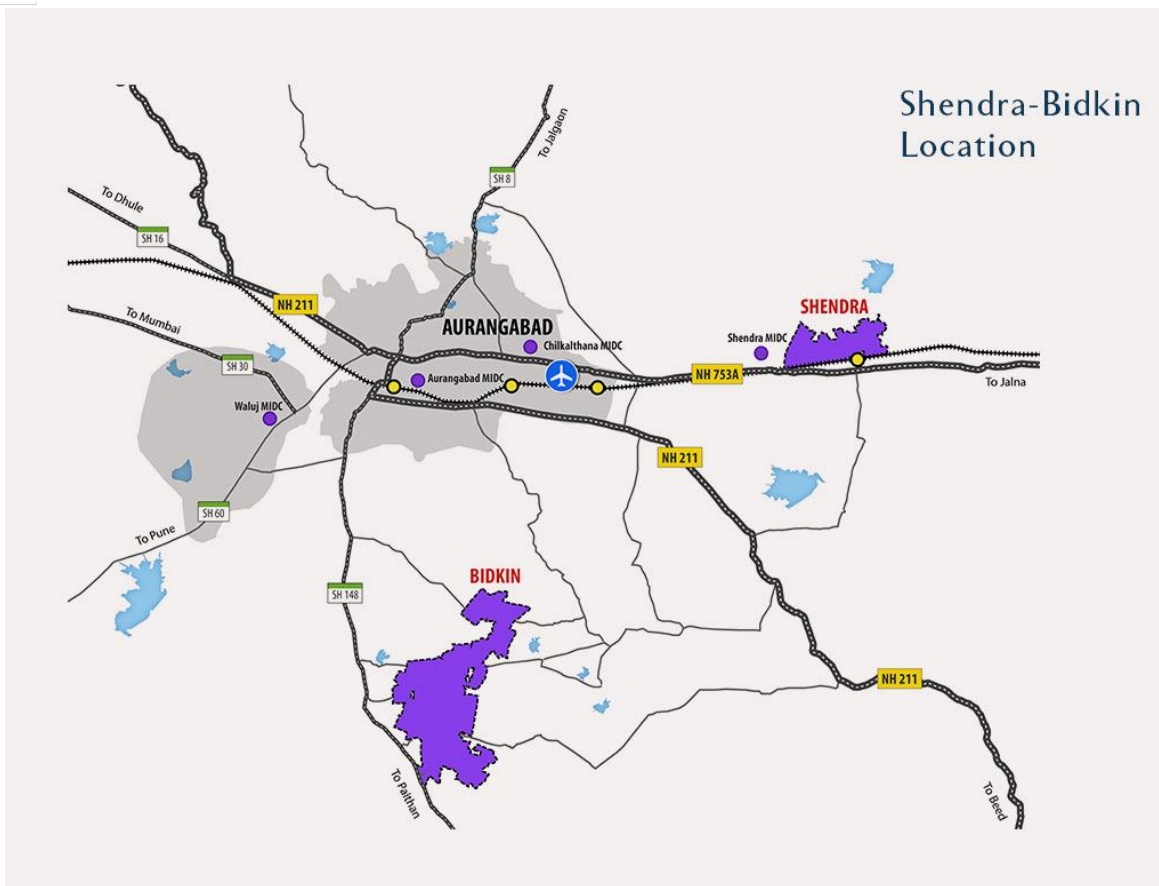 Shendra-Bidkin
Location
To Jalgaon
SH 8
To Dhule
SH 16
NH 211
SHENDRA
To Mumbai
AURANGABAD
Chilkalthana MIDC
Shendra MIDC
SH 30
NH 753A
Aurangabad MIDC
To Jalna
Waluj MIDC
NH 211
SH 60
To Pune
BIDKIN
SH 148
NH 211
To Paithan
To Beed